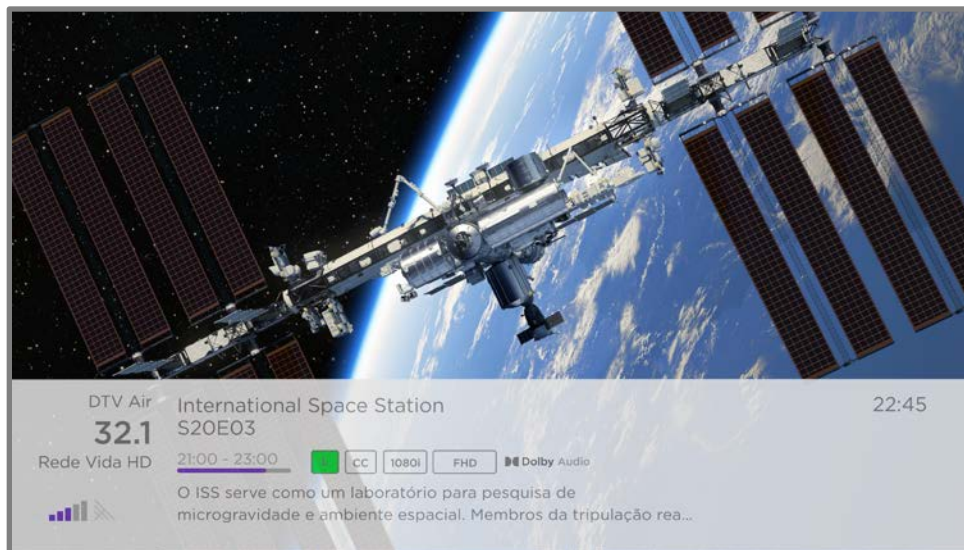 DTV Air
32.1
Rede Vida HD
International Space Station
S20E03
22:45
21:00 - 23:00
L
CC
1080i
FHD
Dolby Audio
O ISS serve como um laboratório para pesquisa de
microgravidade e ambiente espacial. Membros da tripulação rea...